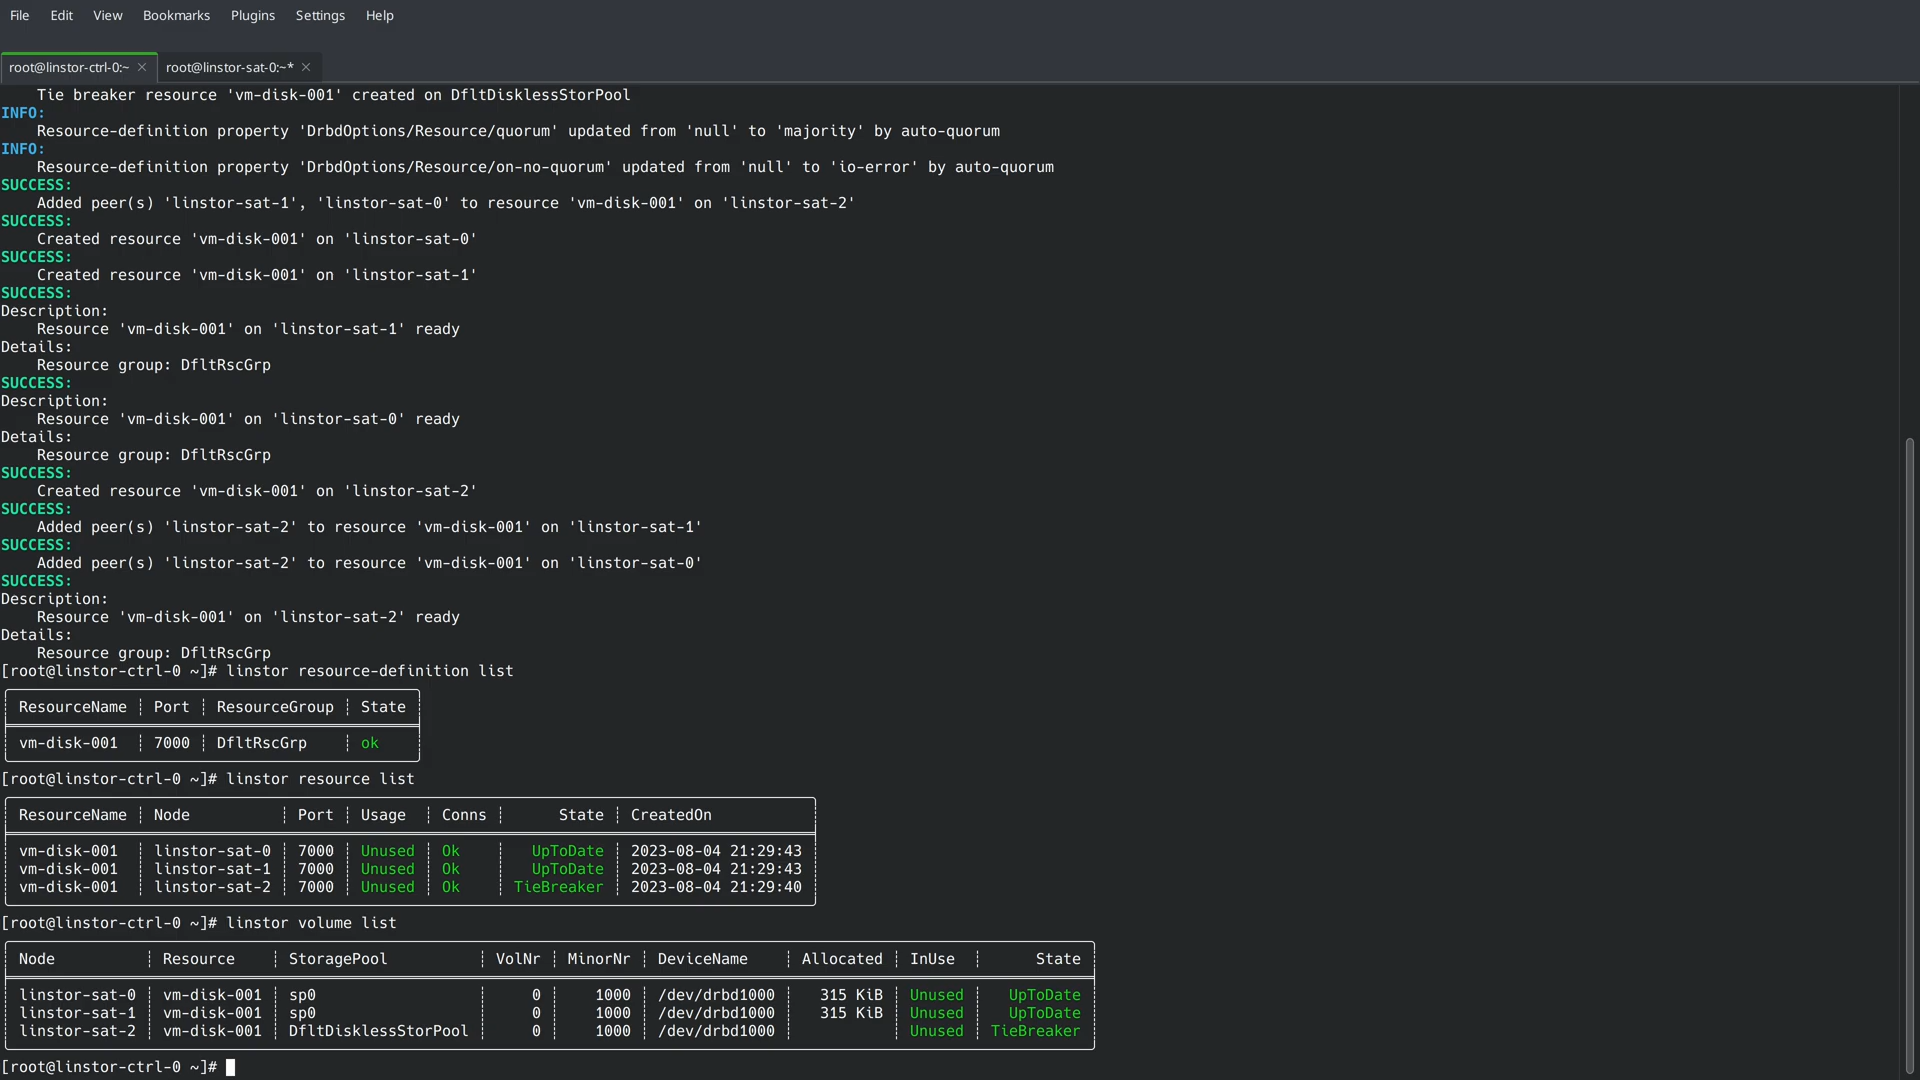 File Edit View Bookmarks Plugins Settings Help
root@linstor-ctrl-0:~ × root@linstor-sat-0:~* ×
Tie breaker resource 'vm-disk-001' created on DfltDisklessStorPool
INFO:
Resource-definition property 'DrbdOptions/Resource/quorum' updated from 'null' to 'majority' by auto-quorum
INFO:
Resource-definition property 'DrbdOptions/Resource/on-no-quorum' updated from 'null' to 'io-error' by auto-quorum
SUCCESS:
Added peer(s) 'linstor-sat-1', 'linstor-sat-0' to resource 'vm-disk-001' on 'linstor-sat-2'
SUCCESS:
Created resource 'vm-disk-001' on 'linstor-sat-0'
SUCCESS:
Created resource 'vm-disk-001' on 'linstor-sat-1'
SUCCESS:
Description:
Resource 'vm-disk-001' on 'linstor-sat-1' ready
Details:
Resource group: DfltRscGrp
SUCCESS:
Description:
Resource 'vm-disk-001' on 'linstor-sat-0' ready
Details:
Resource group: DfltRscGrp
SUCCESS:
Created resource 'vm-disk-001' on 'linstor-sat-2'
SUCCESS:
Added peer(s) 'linstor-sat-2' to resource 'vm-disk-001' on 'linstor-sat-1'
SUCCESS:
Added peer(s) 'linstor-sat-2' to resource 'vm-disk-001' on 'linstor-sat-0'
SUCCESS:
Description:
Resource 'vm-disk-001' on 'linstor-sat-2' ready
Details:
Resource group: DfltRscGrp
[root@linstor-ctrl-0 ~]# linstor resource-definition list
ResourceName ┊ Port ┊ ResourceGroup ┊ State
vm-disk-001 ┊ 7000 ┊ DfltRscGrp ┊ ok
[root@linstor-ctrl-0 ~]# linstor resource list
ResourceName ┊ Node ┊ Port ┊ Usage ┊ Conns ┊ State ┊ CreatedOn
vm-disk-001 ┊ linstor-sat-0 ┊ 7000 ┊ Unused ┊ Ok ┊ UpToDate ┊ 2023-08-04 21:29:43
vm-disk-001 ┊ linstor-sat-1 ┊ 7000 ┊ Unused ┊ Ok ┊ UpToDate ┊ 2023-08-04 21:29:43
vm-disk-001 ┊ linstor-sat-2 ┊ 7000 ┊ Unused ┊ Ok ┊ TieBreaker ┊ 2023-08-04 21:29:40
[root@linstor-ctrl-0 ~]# linstor volume list
Node ┊ Resource ┊ StoragePool ┊ VolNr ┊ MinorNr ┊ DeviceName ┊ Allocated ┊ InUse ┊ State
linstor-sat-0 ┊ vm-disk-001 ┊ sp0 ┊ 0 ┊ 1000 ┊ /dev/drbd1000 ┊ 315 KiB ┊ Unused ┊ UpToDate
linstor-sat-1 ┊ vm-disk-001 ┊ sp0 ┊ 0 ┊ 1000 ┊ /dev/drbd1000 ┊ 315 KiB ┊ Unused ┊ UpToDate
linstor-sat-2 ┊ vm-disk-001 ┊ DfltDisklessStorPool ┊ 0 ┊ 1000 ┊ /dev/drbd1000 ┊ ┊ Unused ┊ TieBreaker
[root@linstor-ctrl-0 ~]#